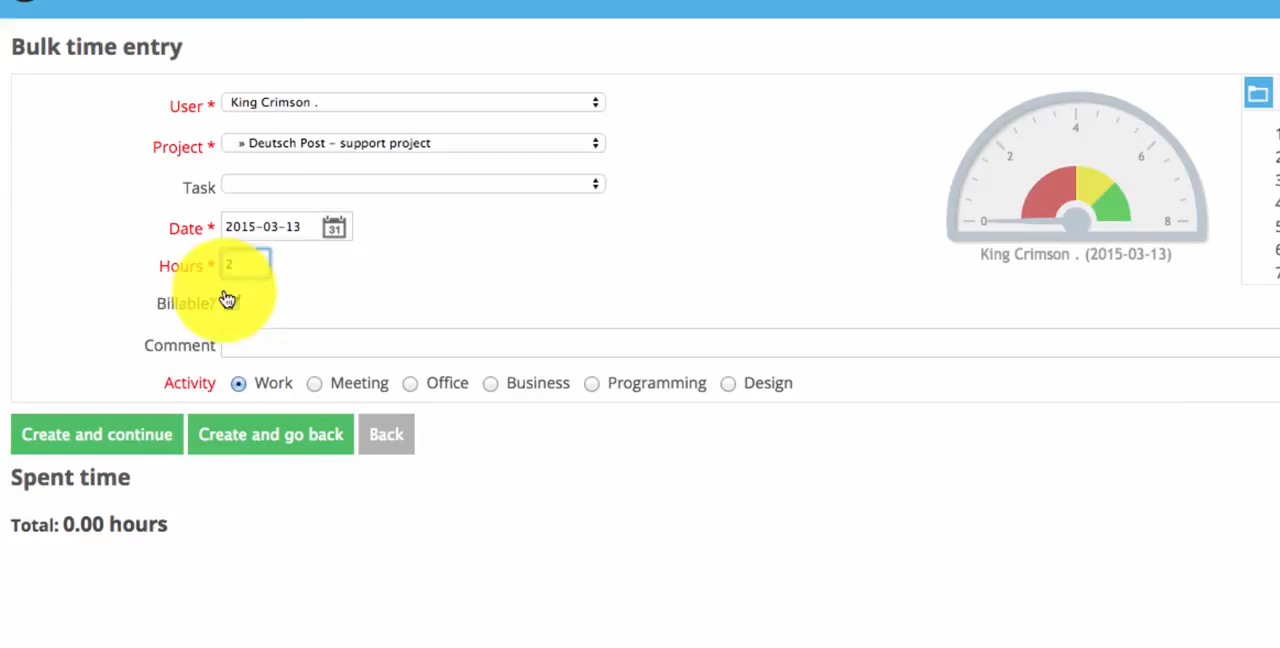 Bulk time entry
User * King Crimson .
Project * » Deutsch Post – support project
Task
Date * 2015-03-13 31
Hours * 2
Billable?
Comment
Activity Work Meeting Office Business Programming Design
Create and continue Create and go back Back
Spent time
Total: 0.00 hours
0 2 4 6 8
King Crimson . (2015-03-13)